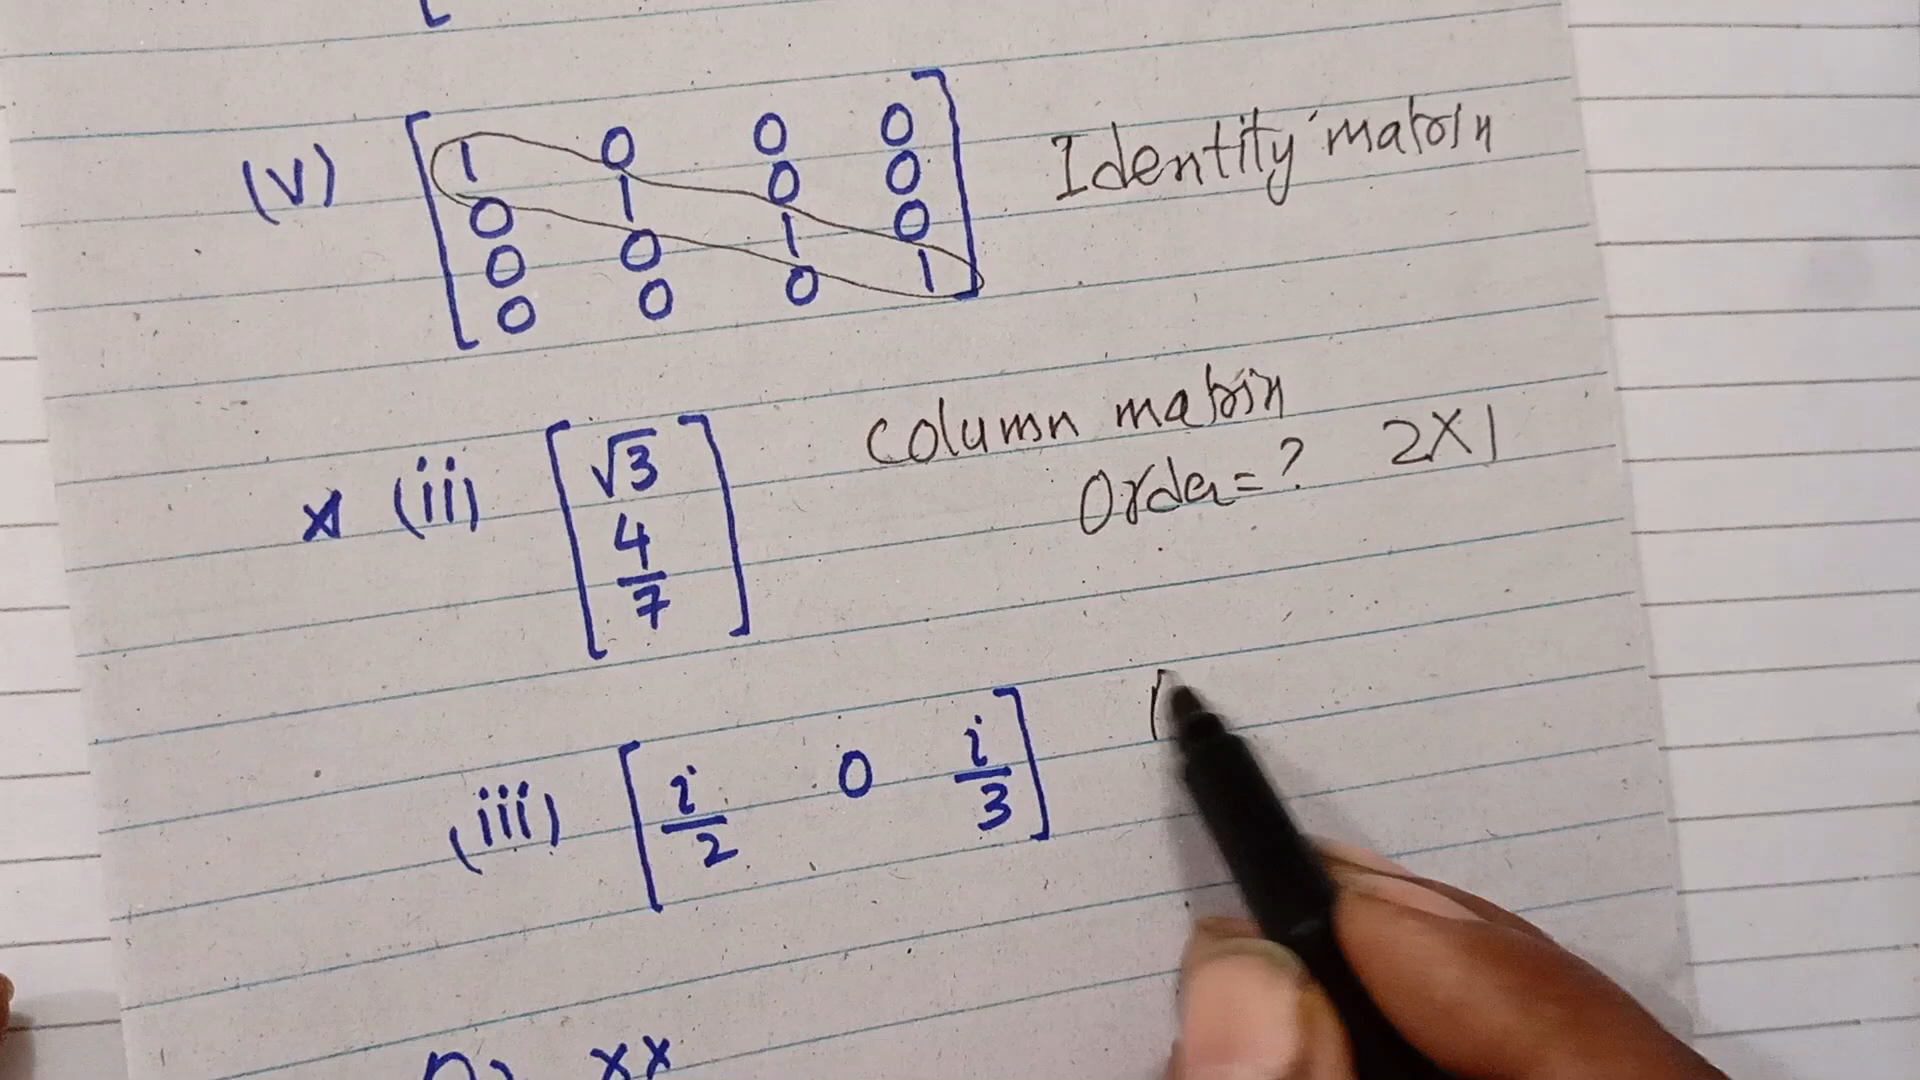 (V) [ 1 0 0 0 Identity matrix
0 1 0 0
0 0 1 0
0 0 0 1 ]
x (ii) [ √3 column matrix
4/7 ] Order = ? 2X1
(iii) [ i/2 0 i/3 ]